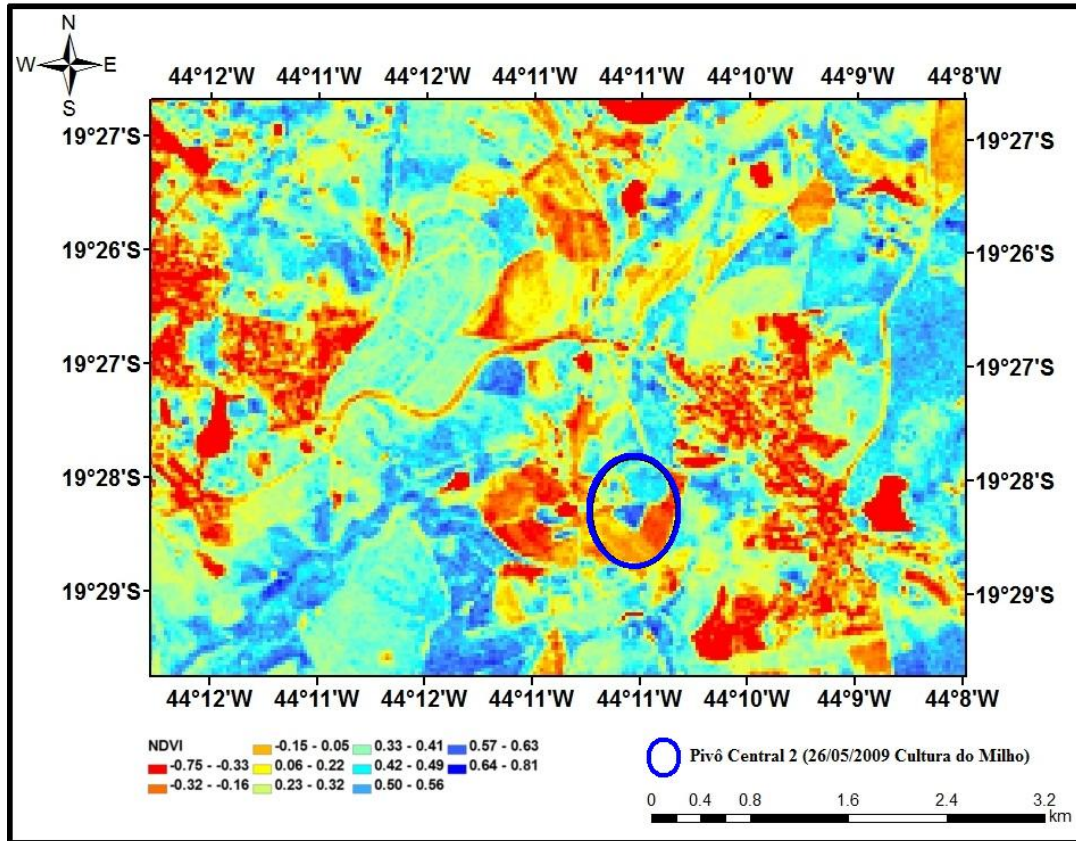 N
W E
S
44°12'W 44°11'W 44°12'W 44°11'W 44°11'W 44°10'W 44°9'W 44°8'W
19°27'S 19°27'S
19°26'S 19°26'S
19°27'S 19°27'S
19°28'S 19°28'S
19°29'S 19°29'S
44°12'W 44°11'W 44°12'W 44°11'W 44°11'W 44°10'W 44°9'W 44°8'W
NDVI -0.15 - 0.05 0.33 - 0.41 0.57 - 0.63
-0.75 - -0.33 0.06 - 0.22 0.42 - 0.49 0.64 - 0.81
-0.32 - -0.16 0.23 - 0.32 0.50 - 0.56
Pivô Central 2 (26/05/2009 Cultura do Milho)
0 0.4 0.8 1.6 2.4 3.2
km